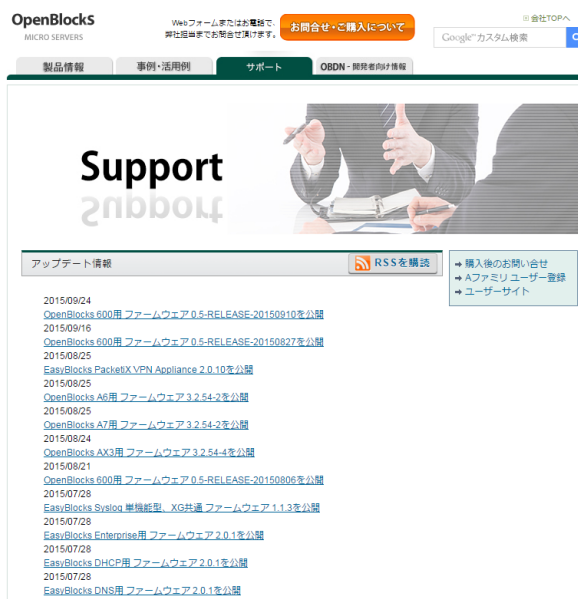 OpenBlockS
MICRO SERVERS
Webフォームまたはお電話で、
弊社担当までお問合せ頂けます。
お問合せ・ご購入について
会社TOPへ
Google™ カスタム検索
製品情報
事例・活用例
サポート
OBDN - 開発者向け情報
Support
アップデート情報
RSSを購読
購入後のお問い合せ
Aファミリ ユーザー登録
ユーザーサイト
2015/09/24
OpenBlocks 600用 ファームウェア 0.5-RELEASE-20150910を公開
2015/09/16
OpenBlocks 600用 ファームウェア 0.5-RELEASE-20150827を公開
2015/08/25
EasyBlocks PacketiX VPN Appliance 2.0.10を公開
2015/08/25
OpenBlocks A6用 ファームウェア 3.2.54-2を公開
2015/08/25
OpenBlocks A7用 ファームウェア 3.2.54-2を公開
2015/08/24
OpenBlocks AX3用 ファームウェア 3.2.54-4を公開
2015/08/21
OpenBlocks 600用 ファームウェア 0.5-RELEASE-20150806を公開
2015/07/28
EasyBlocks Syslog 単機能型、XG共通 ファームウェア 1.1.3を公開
2015/07/28
EasyBlocks Enterprise用 ファームウェア 2.0.1を公開
2015/07/28
EasyBlocks DHCP用 ファームウェア 2.0.1を公開
2015/07/28
EasyBlocks DNS用 ファームウェア 2.0.1を公開